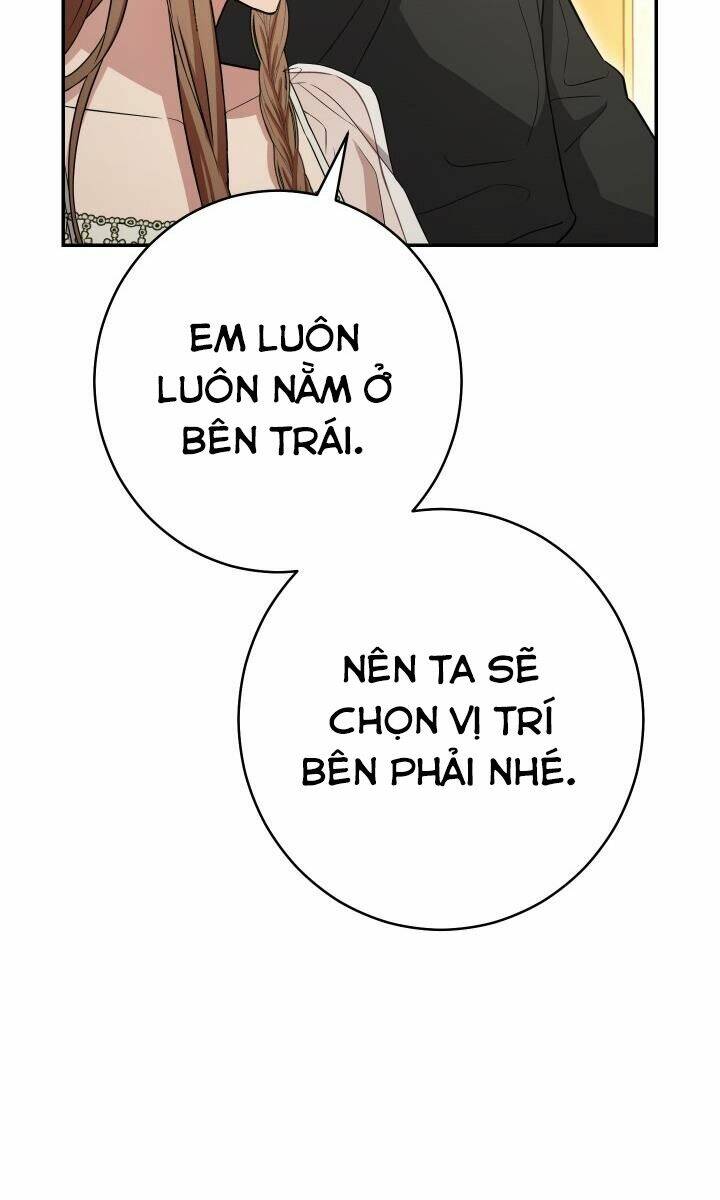 EM LUÔN
LUÔN NẰM Ở
BÊN TRÁI.
NÊN TA SẼ
CHỌN VỊ TRÍ
BÊN PHẢI NHÉ.